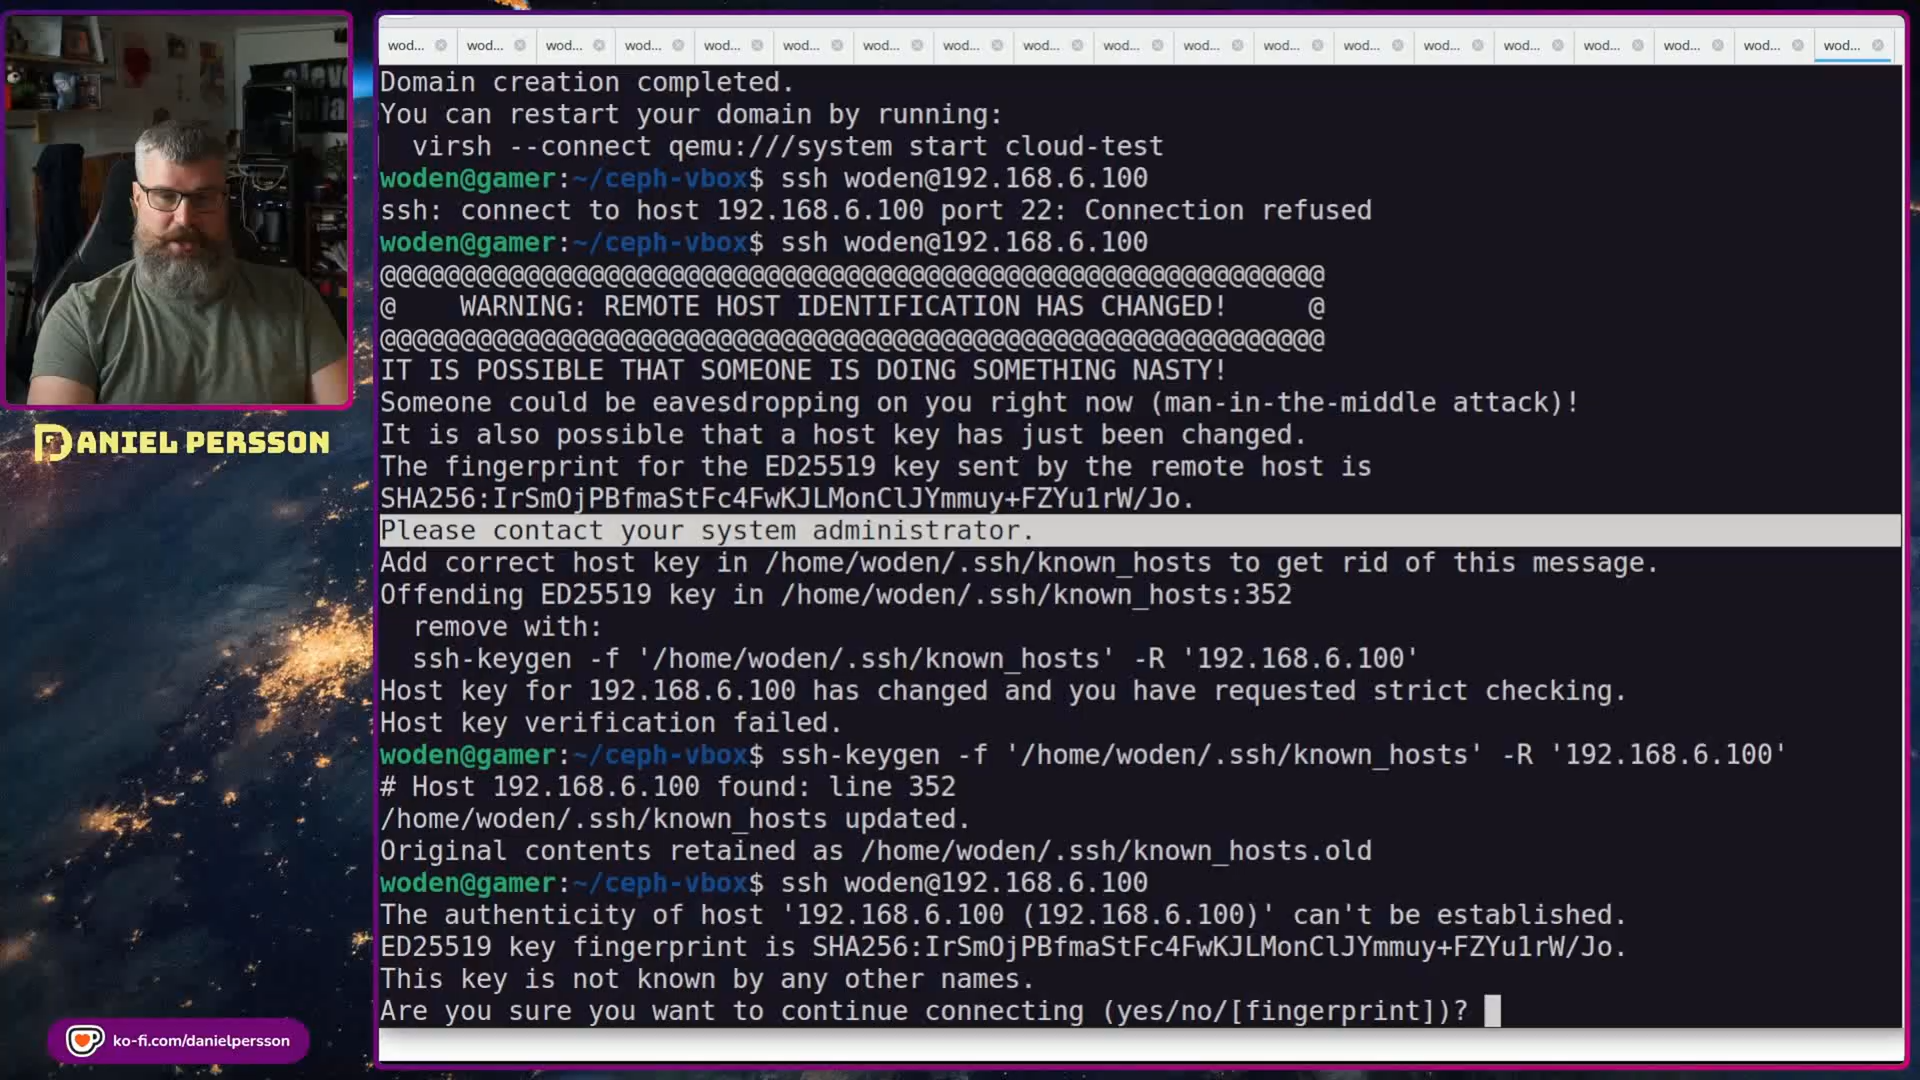 wod... wod... wod... wod... wod... wod... wod... wod... wod... wod... wod... wod... wod... wod... wod... wod... wod... wod... wod...
Domain creation completed.
You can restart your domain by running:
  virsh --connect qemu:///system start cloud-test
woden@gamer:~/ceph-vbox$ ssh woden@192.168.6.100
ssh: connect to host 192.168.6.100 port 22: Connection refused
woden@gamer:~/ceph-vbox$ ssh woden@192.168.6.100
@@@@@@@@@@@@@@@@@@@@@@@@@@@@@@@@@@@@@@@@@@@@@@@@@@@@@@@@@@@
@    WARNING: REMOTE HOST IDENTIFICATION HAS CHANGED!     @
@@@@@@@@@@@@@@@@@@@@@@@@@@@@@@@@@@@@@@@@@@@@@@@@@@@@@@@@@@@
IT IS POSSIBLE THAT SOMEONE IS DOING SOMETHING NASTY!
Someone could be eavesdropping on you right now (man-in-the-middle attack)!
It is also possible that a host key has just been changed.
The fingerprint for the ED25519 key sent by the remote host is
SHA256:IrSmOjPBfmaStFc4FwKJLMonClJYmmuy+FZYu1rW/Jo.
Please contact your system administrator.
Add correct host key in /home/woden/.ssh/known_hosts to get rid of this message.
Offending ED25519 key in /home/woden/.ssh/known_hosts:352
  remove with:
  ssh-keygen -f '/home/woden/.ssh/known_hosts' -R '192.168.6.100'
Host key for 192.168.6.100 has changed and you have requested strict checking.
Host key verification failed.
woden@gamer:~/ceph-vbox$ ssh-keygen -f '/home/woden/.ssh/known_hosts' -R '192.168.6.100'
# Host 192.168.6.100 found: line 352
/home/woden/.ssh/known_hosts updated.
Original contents retained as /home/woden/.ssh/known_hosts.old
woden@gamer:~/ceph-vbox$ ssh woden@192.168.6.100
The authenticity of host '192.168.6.100 (192.168.6.100)' can't be established.
ED25519 key fingerprint is SHA256:IrSmOjPBfmaStFc4FwKJLMonClJYmmuy+FZYu1rW/Jo.
This key is not known by any other names.
Are you sure you want to continue connecting (yes/no/[fingerprint])?
DANIEL PERSSON
ko-fi.com/danielpersson